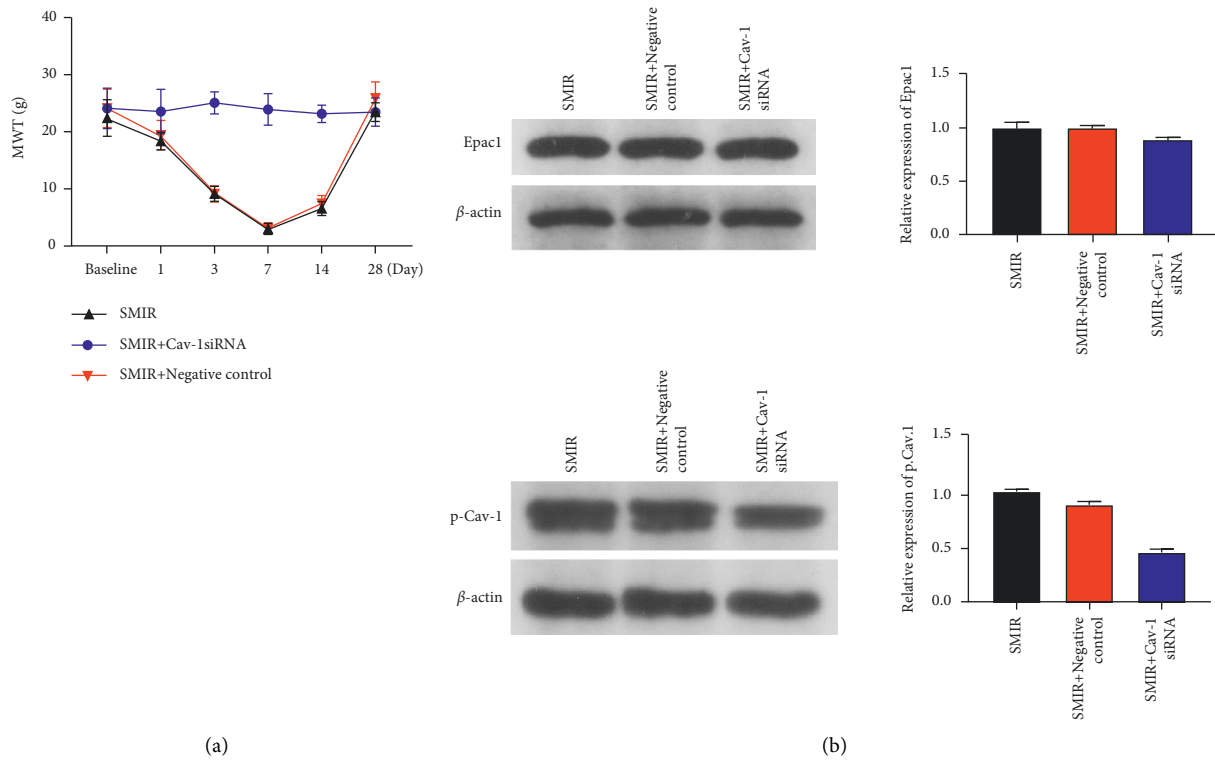 40
30
20
10
0
MWT (g)
Baseline 1 3 7 14 28 (Day)
SMIR
SMIR+Cav-1siRNA
SMIR+Negative control
(a)
SMIR
SMIR+Negative
control
SMIR+Cav-1
siRNA
Epac1
β-actin
1.5
1.0
0.5
0.0
Relative expression of Epac1
SMIR
SMIR+Negative
control
SMIR+Cav-1
siRNA
SMIR
SMIR+Negative
control
SMIR+Cav-1
siRNA
p-Cav-1
β-actin
1.5
1.0
0.5
0.0
Relative expression of p.Cav.1
SMIR
SMIR+Negative
control
SMIR+Cav-1
siRNA
(b)